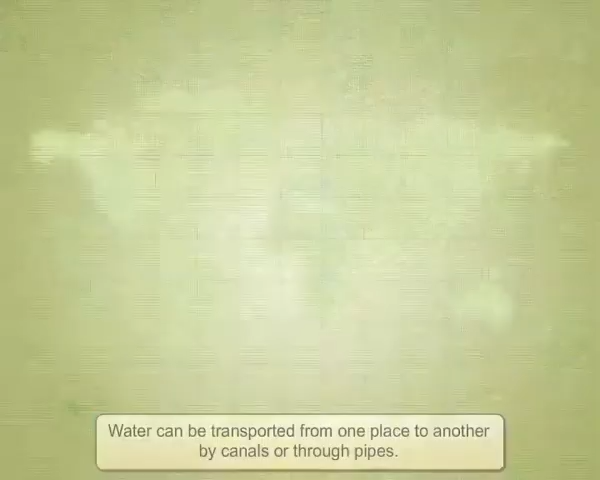 Water can be transported from one place to another
by canals or through pipes.